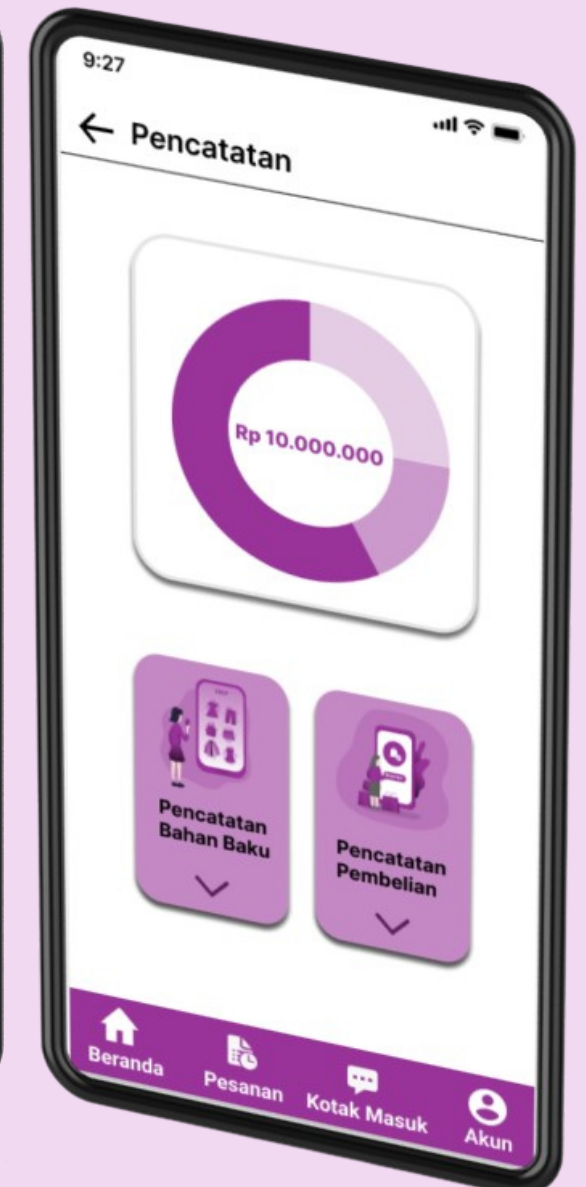 9:27
← Pencatatan
Rp 10.000.000
Pencatatan
Bahan Baku
Pencatatan
Pembelian
Beranda
Pesanan
Kotak Masuk
Akun